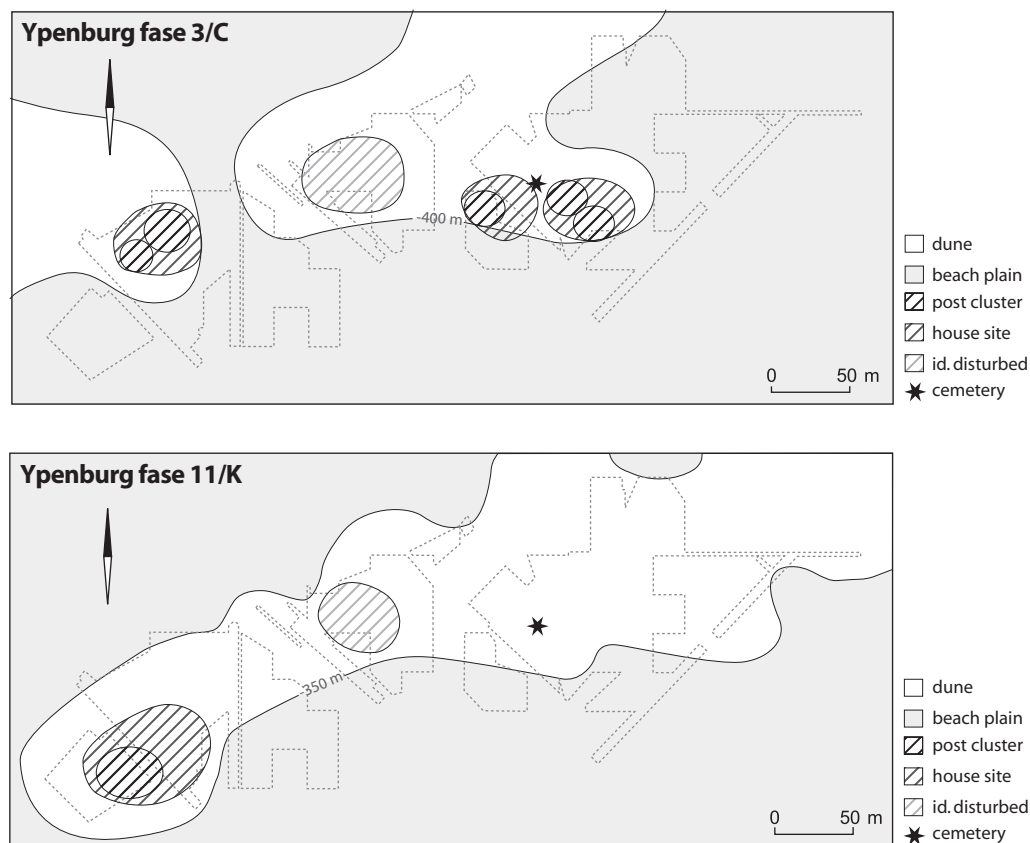 Ypenburg fase 3/C
-400 m
0 50 m
dune
beach plain
post cluster
house site
id. disturbed
cemetery
Ypenburg fase 11/K
-350 m
0 50 m
dune
beach plain
post cluster
house site
id. disturbed
cemetery